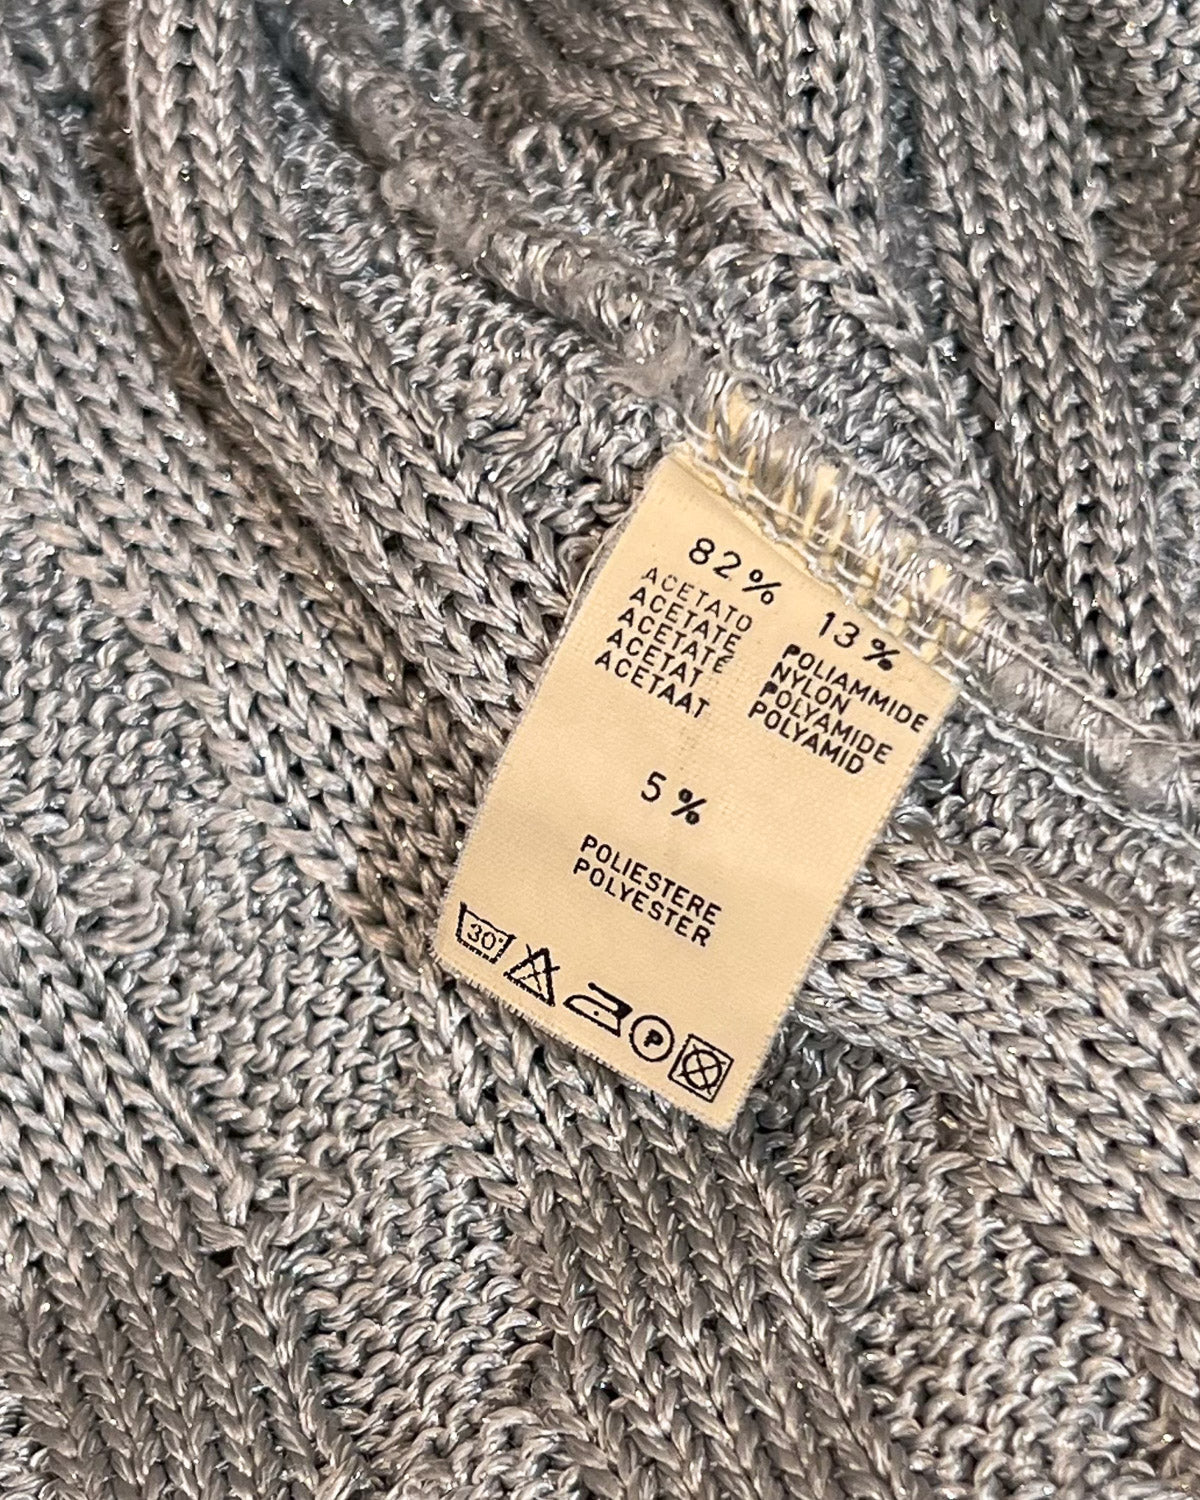 82%
ACETATO
ACETATE
ACETATE
ACETAT
ACETAAT
13%
POLIAMMIDE
NYLON
POLYAMIDE
POLYAMID
5%
POLIESTERE
POLYESTER
30°
P